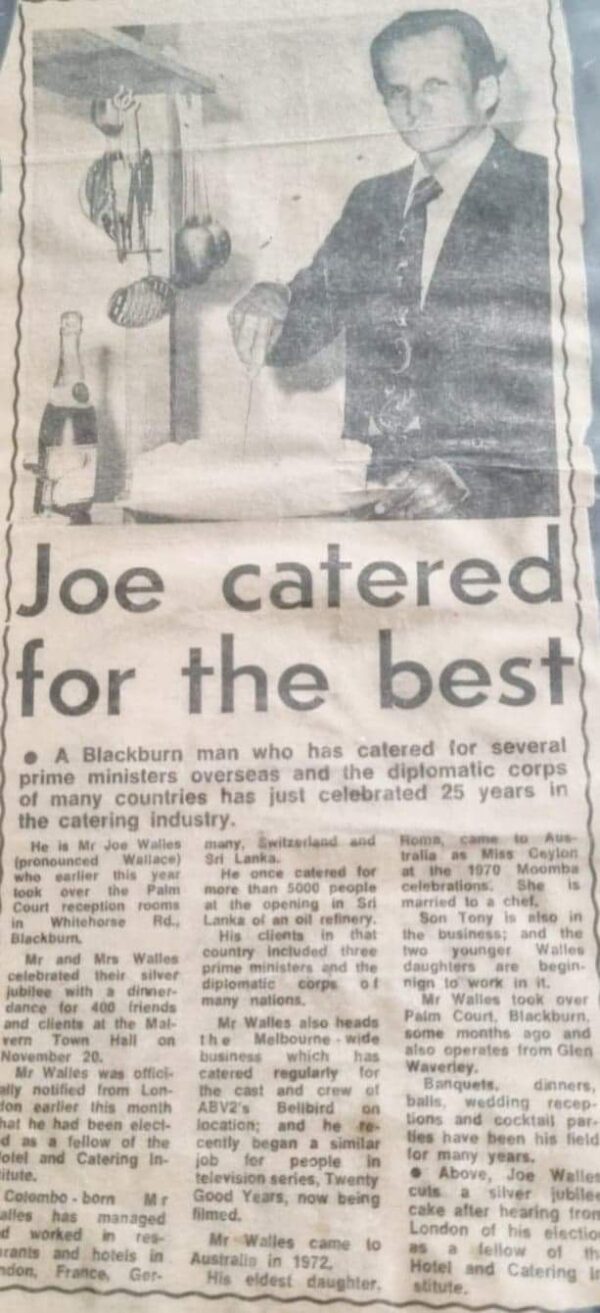 Joe catered
for the best
● A Blackburn man who has catered for several
prime ministers overseas and the diplomatic corps
of many countries has just celebrated 25 years in
the catering industry.
He is Mr Joe Walles
(pronounced Wallace)
who earlier this year
took over the Palm
Court reception rooms
in Whitehorse Rd.,
Blackburn.
Mr and Mrs Walles
celebrated their silver
jubilee with a dinner-
dance for 400 friends
and clients at the Mal-
vern Town Hall on
November 20.
Mr Walles was offici-
ally notified from Lon-
don earlier this month
hat he had been elect-
d as a fellow of the
otel and Catering In-
itute.
Colombo - born Mr
alles has managed
d worked in res-
rants and hotels in
ndon, France, Ger-
many, Switzerland and
Sri Lanka.
He once catered for
more than 5000 people
at the opening in Sri
Lanka of an oil refinery.
His clients in that
country included three
prime ministers and the
diplomatic corps of
many nations.
Mr Walles also heads
the Melbourne - wide
business which has
catered regularly for
the cast and crew of
ABV2's Bellbird on
location; and he re-
cently began a similar
job for people in
television series, Twenty
Good Years, now being
filmed.
Mr Walles came to
Australia in 1972.
His eldest daughter,
Roma, came to Aus-
tralia as Miss Ceylon
at the 1970 Moomba
celebrations. She is
married to a chef.
Son Tony is also in
the business; and the
two younger Walles
daughters are begin-
nign to work in it.
Mr Walles took over
Palm Court, Blackburn,
some months ago and
also operates from Glen
Waverley.
Banquets, dinners,
balls, wedding recep-
tions and cocktail par-
ties have been his field
for many years.
● Above, Joe Walles
cuts a silver jubilee
cake after hearing from
London of his election
as a fellow of th
Hotel and Catering In
stitute.